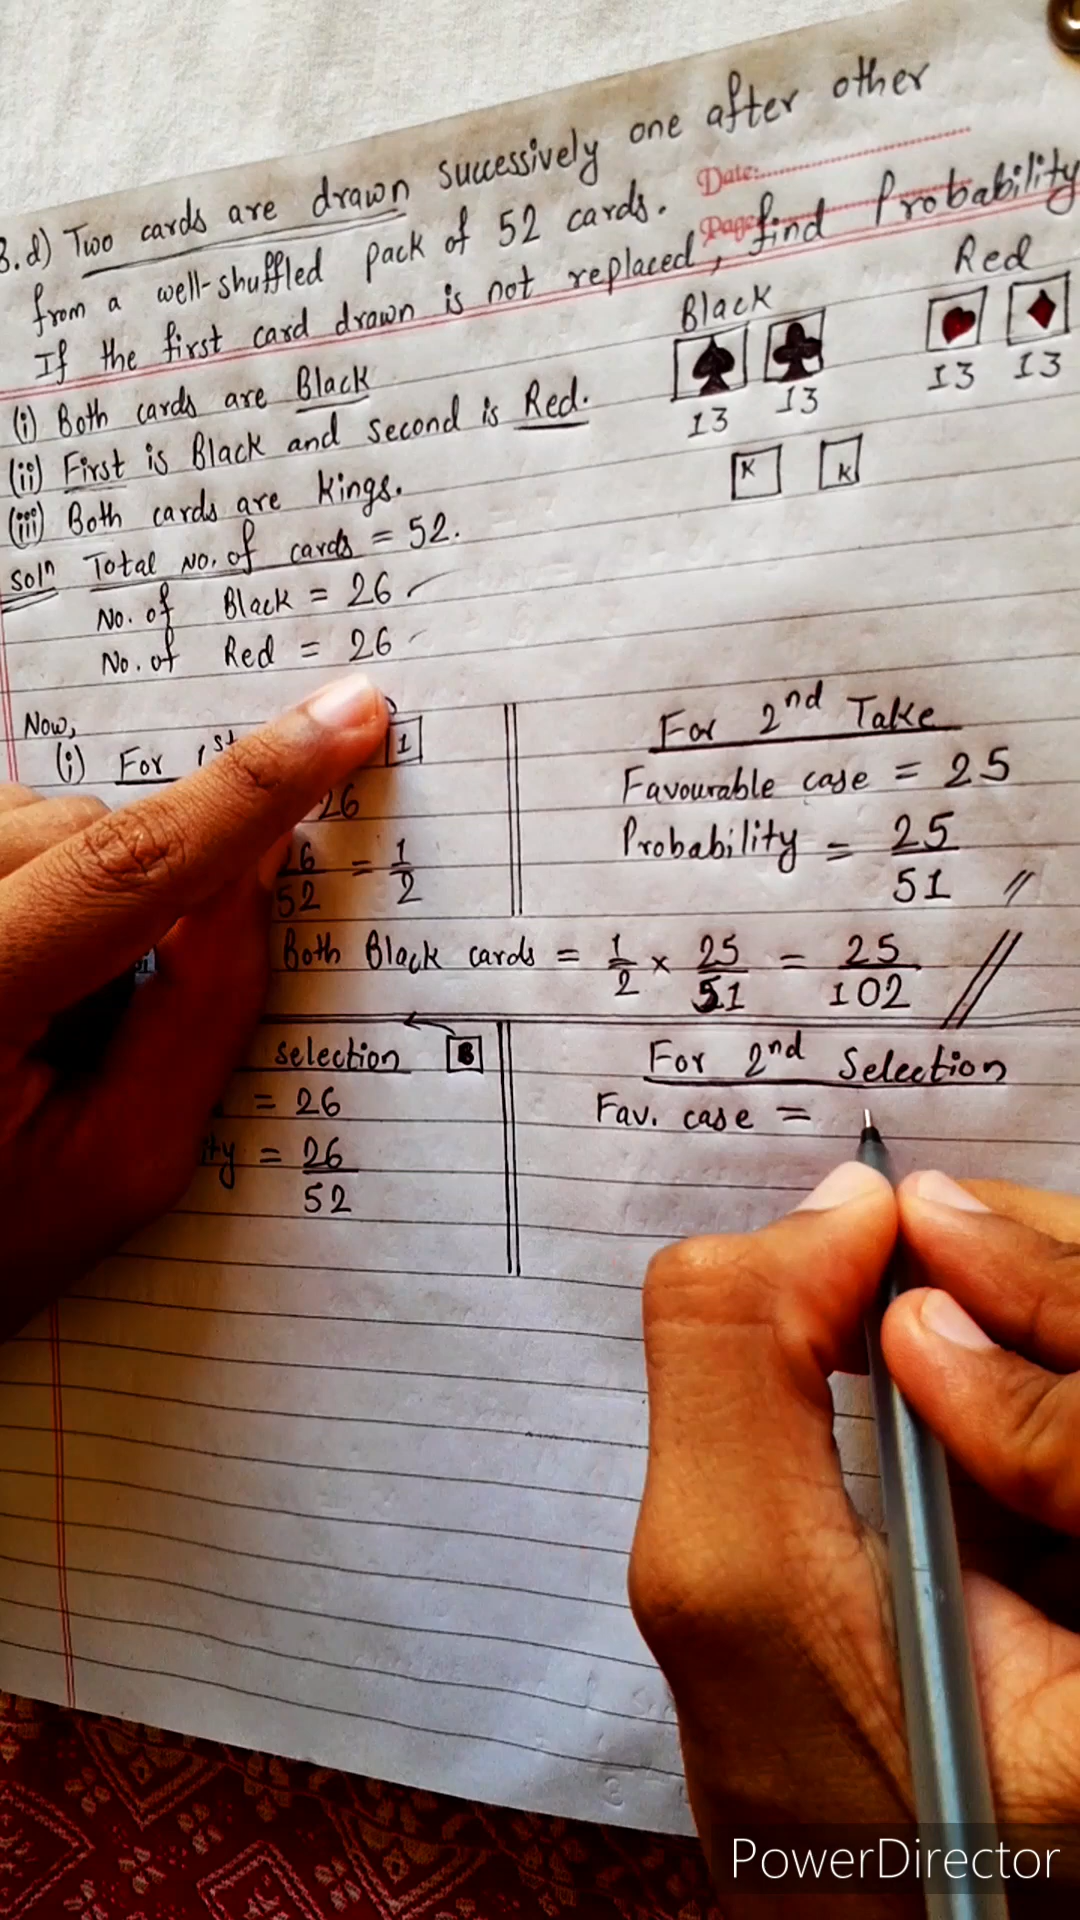 3.d) Two cards are drawn successively one after other
from a well-shuffled pack of 52 cards.
Date:
Page:
If the first card drawn is not replaced, find Probability
Black
Red
13 13
13 13
(i) Both cards are Black
(ii) First is Black and second is Red.
(iii) Both cards are kings.
K K
Soln Total No. of cards = 52.
No. of Black = 26
No. of Red = 26
Now,
(i) For 1st
1
26
26/52 = 1/2
For 2nd Take
Favourable case = 25
Probability = 25/51 //
Both Black cards = 1/2 × 25/51 = 25/102 //
selection B
= 26
ty = 26/52
For 2nd Selection
Fav. case =
PowerDirector